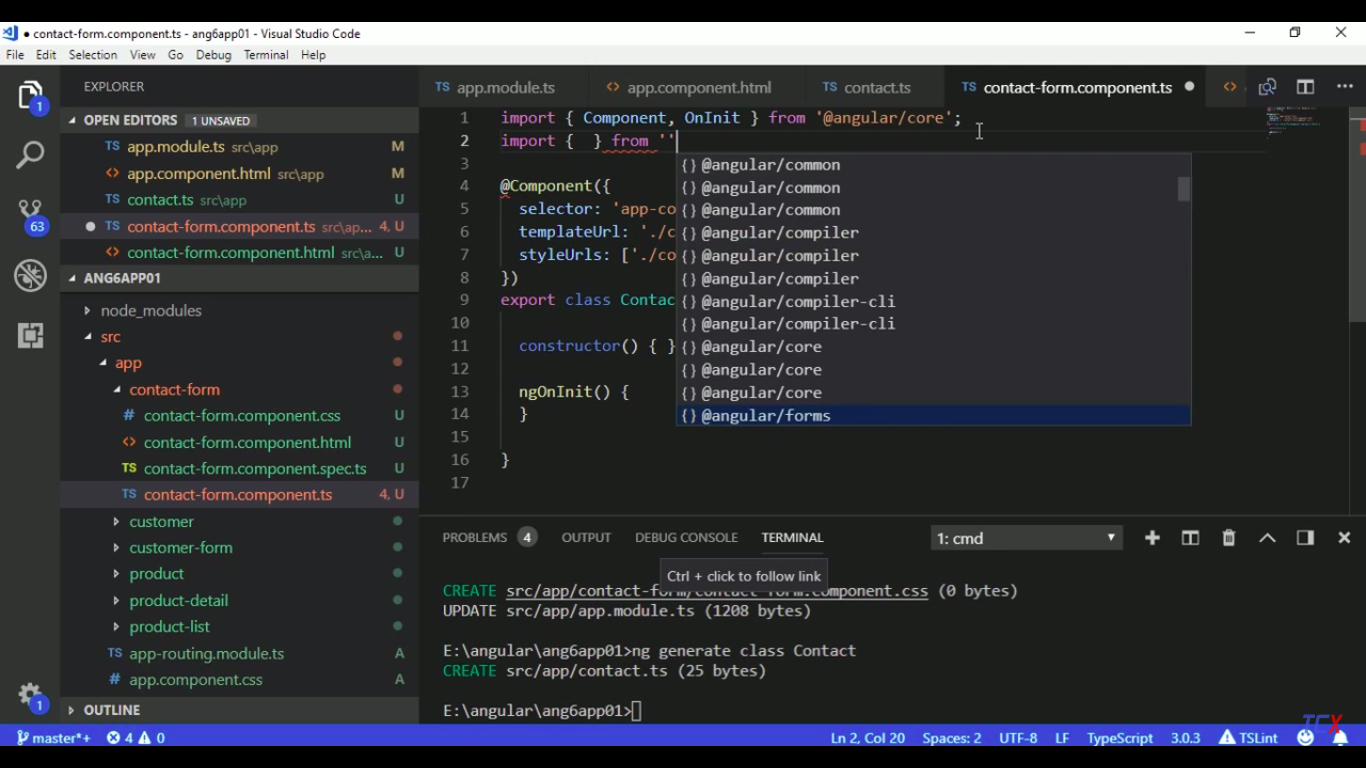 ● contact-form.component.ts - ang6app01 - Visual Studio Code
File Edit Selection View Go Debug Terminal Help
EXPLORER
OPEN EDITORS 1 UNSAVED
TS app.module.ts src\app M
<> app.component.html src\app M
TS contact.ts src\app U
● TS contact-form.component.ts src\ap... 4, U
<> contact-form.component.html src\a... U
ANG6APP01
node_modules
src
app
contact-form
# contact-form.component.css U
<> contact-form.component.html U
TS contact-form.component.spec.ts U
TS contact-form.component.ts 4, U
customer
customer-form
product
product-detail
product-list
TS app-routing.module.ts A
# app.component.css A
OUTLINE
1
63
1
TS app.module.ts <> app.component.html TS contact.ts TS contact-form.component.ts ● <>
1 import { Component, OnInit } from '@angular/core';
2 import {  } from ''
3
4 @Component({
5 selector: 'app-co
6 templateUrl: './c
7 styleUrls: ['./co
8 })
9 export class Contac
10
11 constructor() { }
12
13 ngOnInit() {
14 }
15
16 }
17
{} @angular/common
{} @angular/common
{} @angular/common
{} @angular/compiler
{} @angular/compiler
{} @angular/compiler
{} @angular/compiler-cli
{} @angular/compiler-cli
{} @angular/core
{} @angular/core
{} @angular/core
{} @angular/forms
PROBLEMS 4 OUTPUT DEBUG CONSOLE TERMINAL 1: cmd
Ctrl + click to follow link
CREATE src/app/contact-form/contact-form.component.css (0 bytes)
UPDATE src/app/app.module.ts (1208 bytes)
E:\angular\ang6app01>ng generate class Contact
CREATE src/app/contact.ts (25 bytes)
E:\angular\ang6app01>
master*+ 4 0 Ln 2, Col 20 Spaces: 2 UTF-8 LF TypeScript 3.0.3 TSLint
TCX